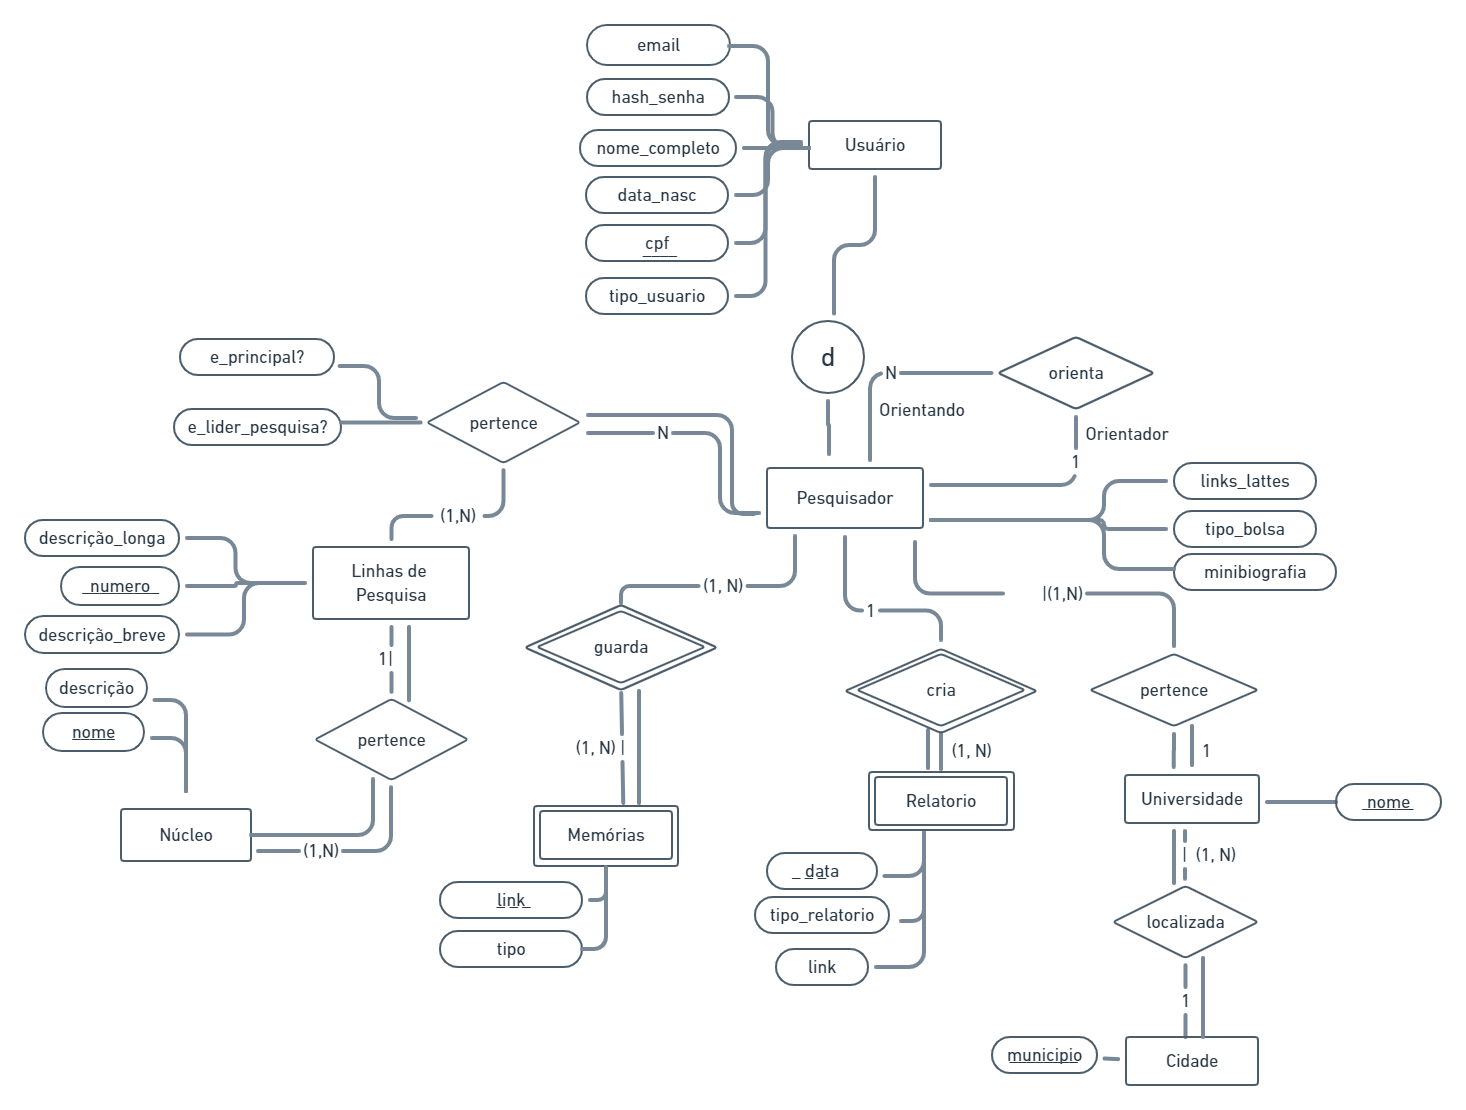 email
hash_senha
Usuário
nome_completo
data_nasc
cpf
tipo_usuario
d
e_principal?
orienta
N
Orientando
pertence
e_lider_pesquisa?
N
Orientador
1
links_lattes
Pesquisador
(1,N)
tipo_bolsa
descrição_longa
minibiografia
Linhas de
Pesquisa
numero
(1, N)
|(1,N)
1
descrição_breve
guarda
1|
descrição
cria
pertence
nome
pertence
(1, N) |
(1, N)
1
Universidade
Relatorio
nome
Núcleo
Memórias
(1,N)
| (1, N)
_ data
link
tipo_relatorio
localizada
tipo
link
1
municipio
Cidade